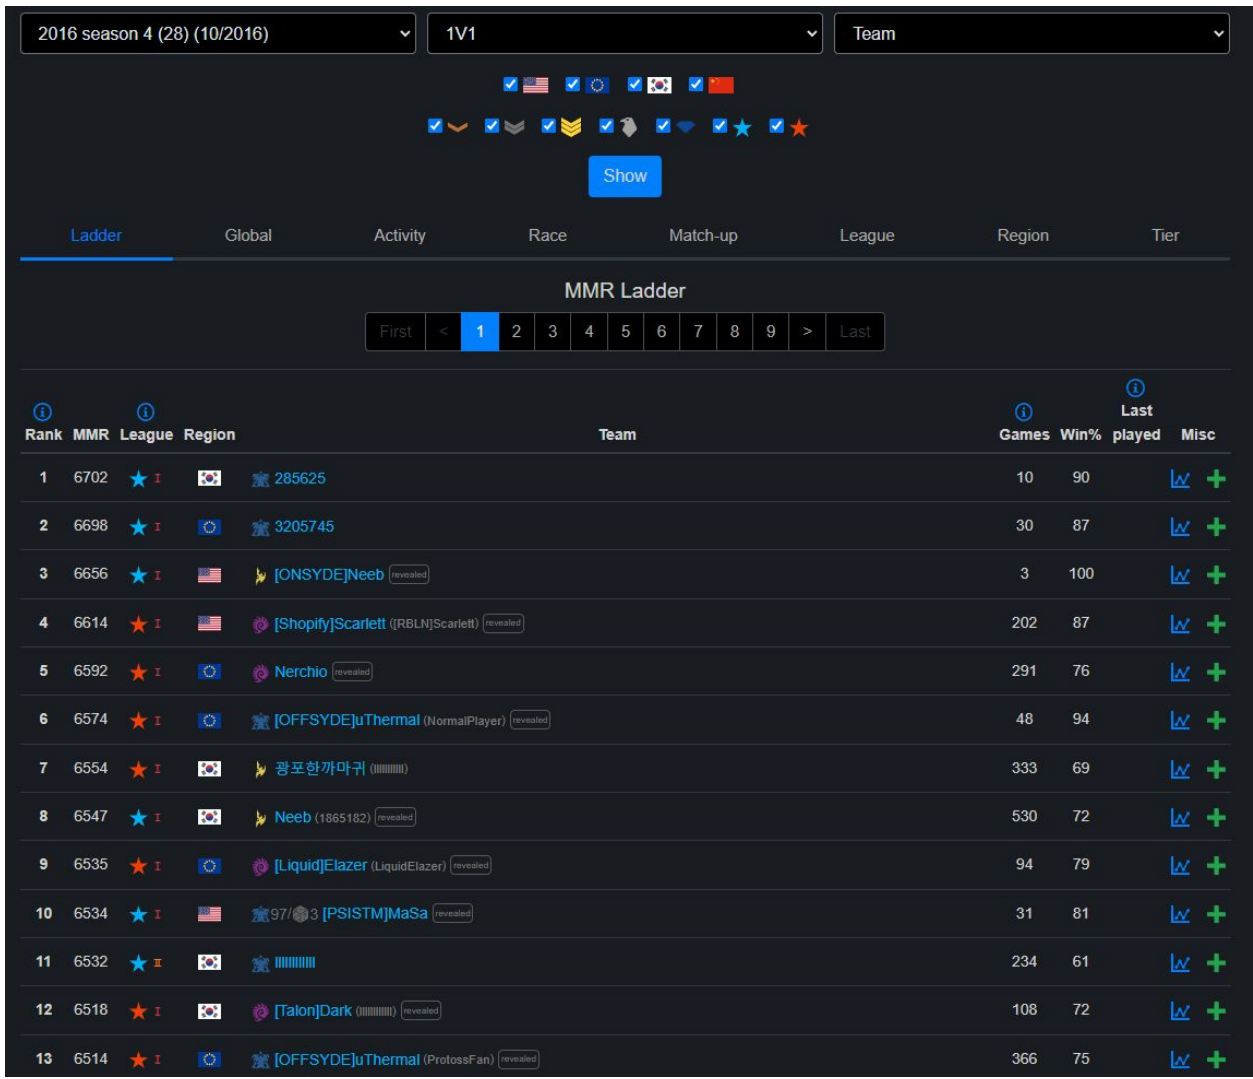 2016 season 4 (28) (10/2016) 1V1 Team
Show
Ladder Global Activity Race Match-up League Region Tier
MMR Ladder
First < 1 2 3 4 5 6 7 8 9 > Last
Rank MMR League Region Team Games Win% Last played Misc
1 6702 I 285625 10 90
2 6698 I 3205745 30 87
3 6656 I [ONSYDE]Neeb revealed 3 100
4 6614 I [Shopify]Scarlett ([RBLN]Scarlett) revealed 202 87
5 6592 I Nerchio revealed 291 76
6 6574 I [OFFSYDE]uThermal (NormalPlayer) revealed 48 94
7 6554 I 광포한까마귀 333 69
8 6547 I Neeb (1865182) revealed 530 72
9 6535 I [Liquid]Elazer (LiquidElazer) revealed 94 79
10 6534 I 97/3 [PSISTM]MaSa revealed 31 81
11 6532 II 234 61
12 6518 I [Talon]Dark revealed 108 72
13 6514 I [OFFSYDE]uThermal (ProtossFan) revealed 366 75